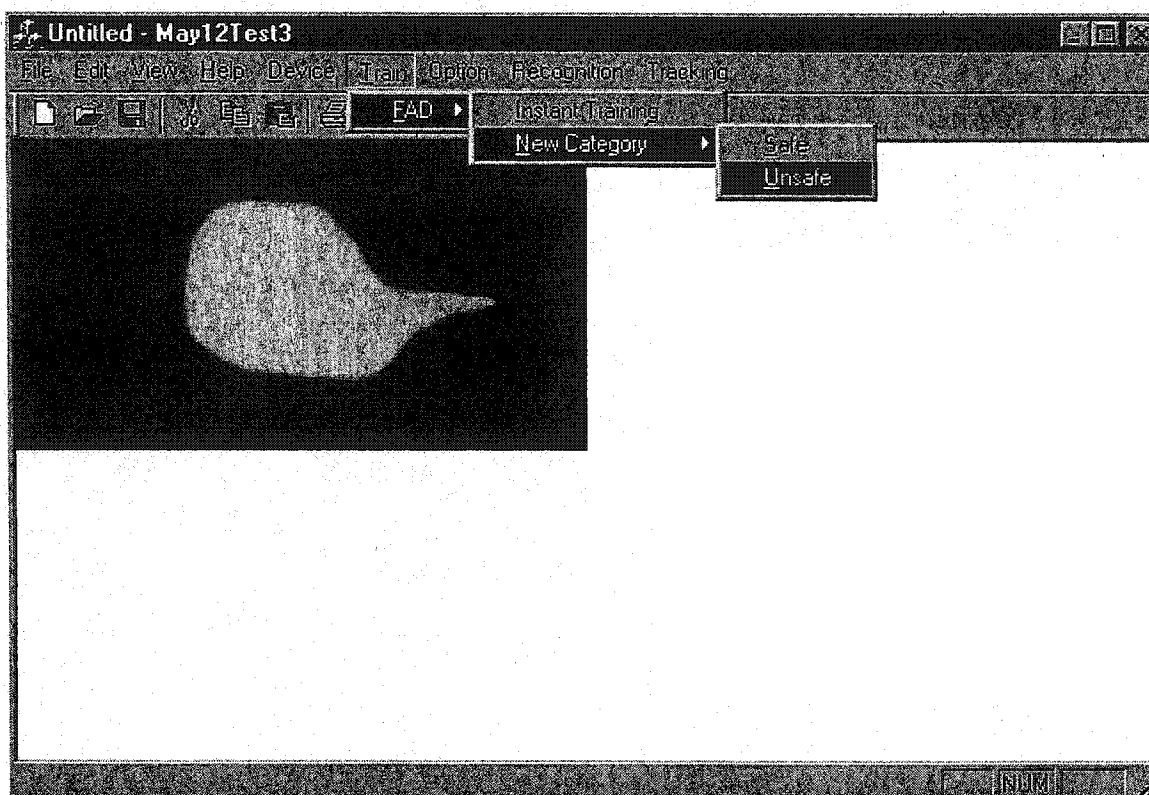 Untitled - May12Test3
File Edit View Help Device Train Option Recognition Tracking
FAD Instant Training
New Category Safe
Unsafe
NUM